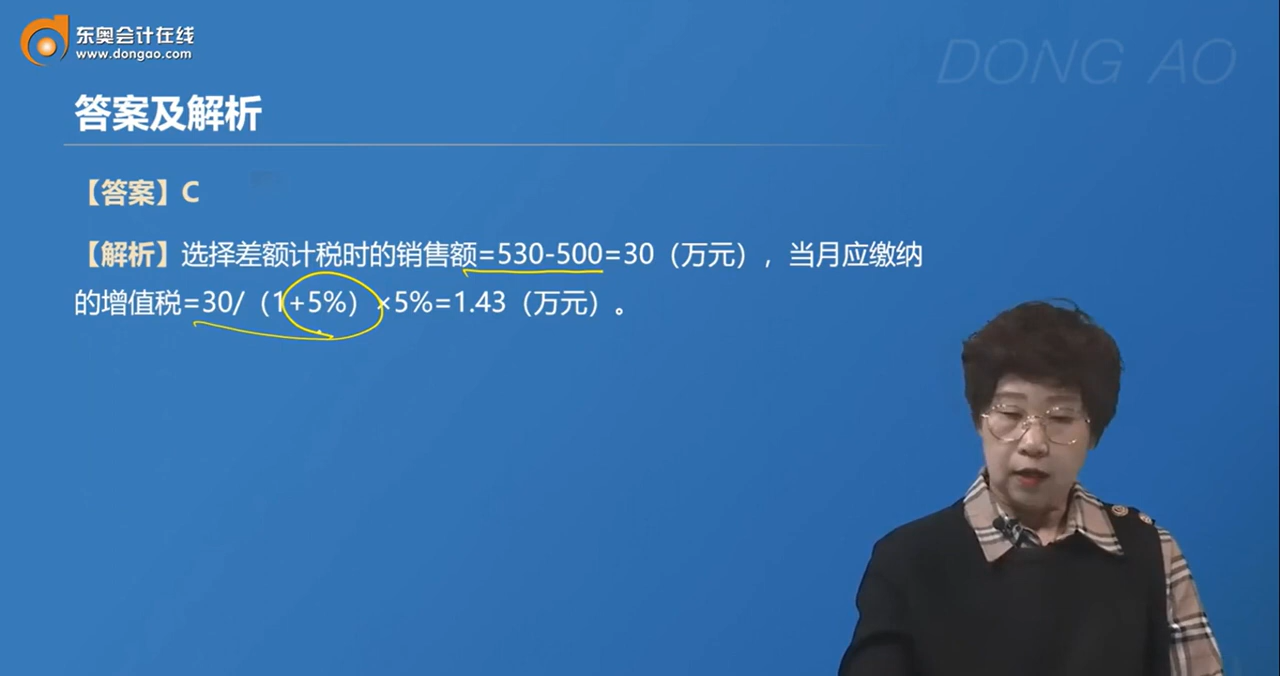 东奥会计在线
www.dongao.com
DONG AO
答案及解析
【答案】C
【解析】选择差额计税时的销售额=530-500=30（万元），当月应缴纳
的增值税=30/（1+5%）×5%=1.43（万元）。